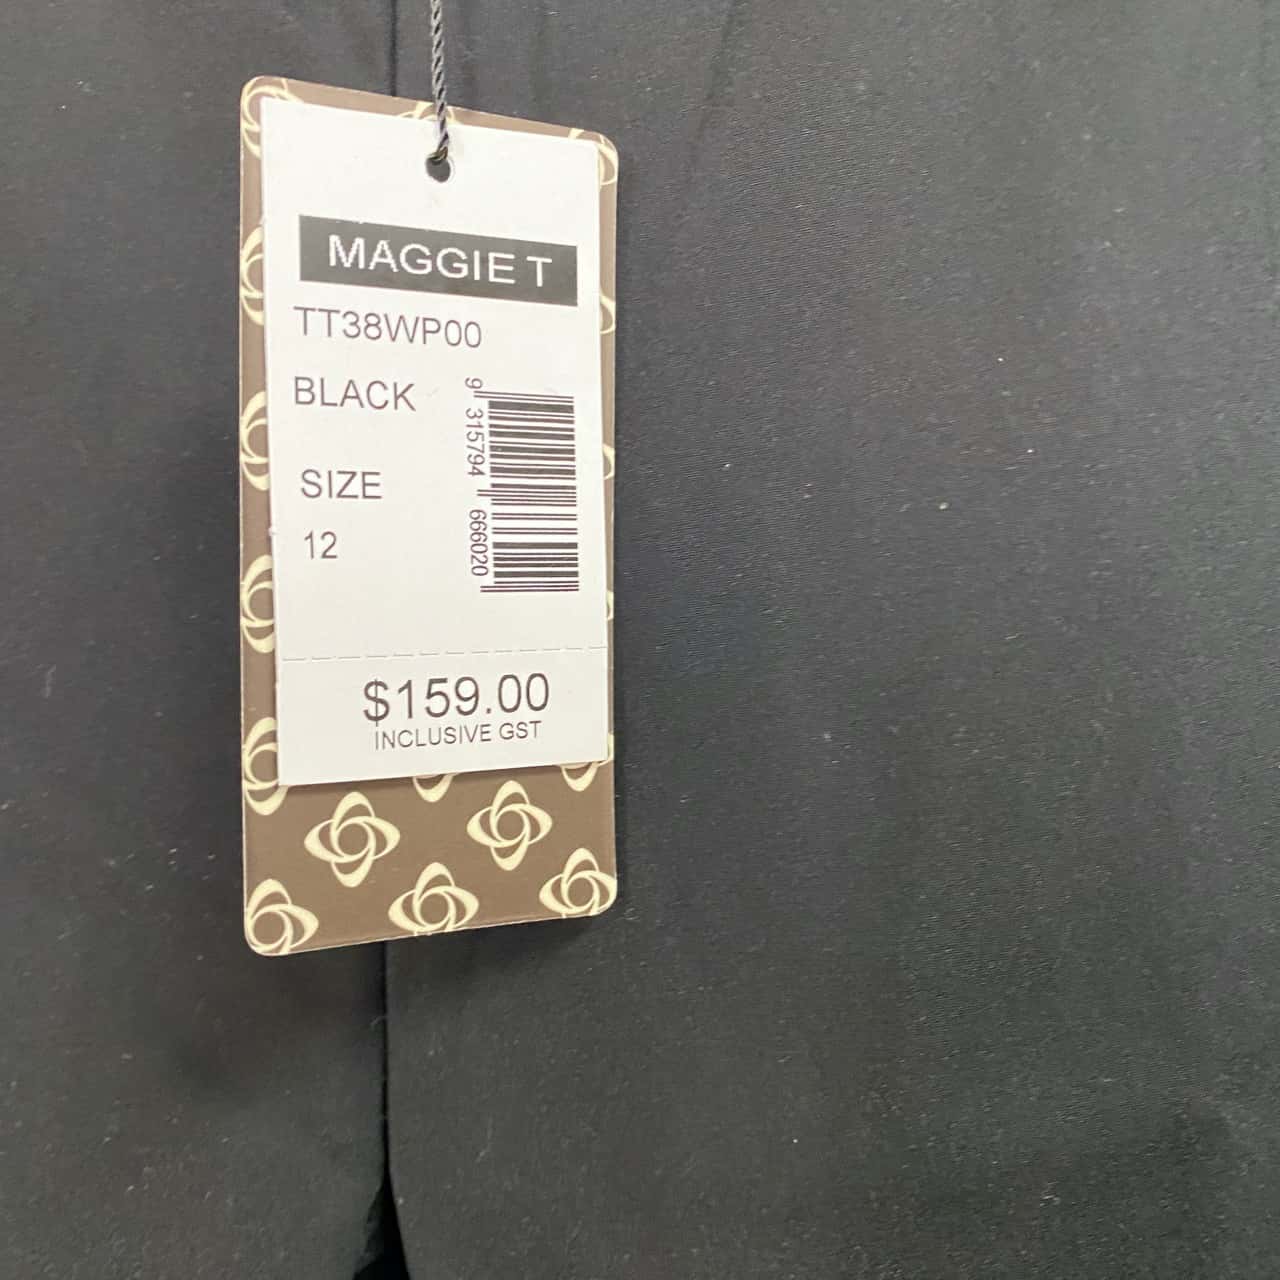 MAGGIE T
TT38WP00
BLACK
SIZE
12
9 315794 666020
$159.00
INCLUSIVE GST